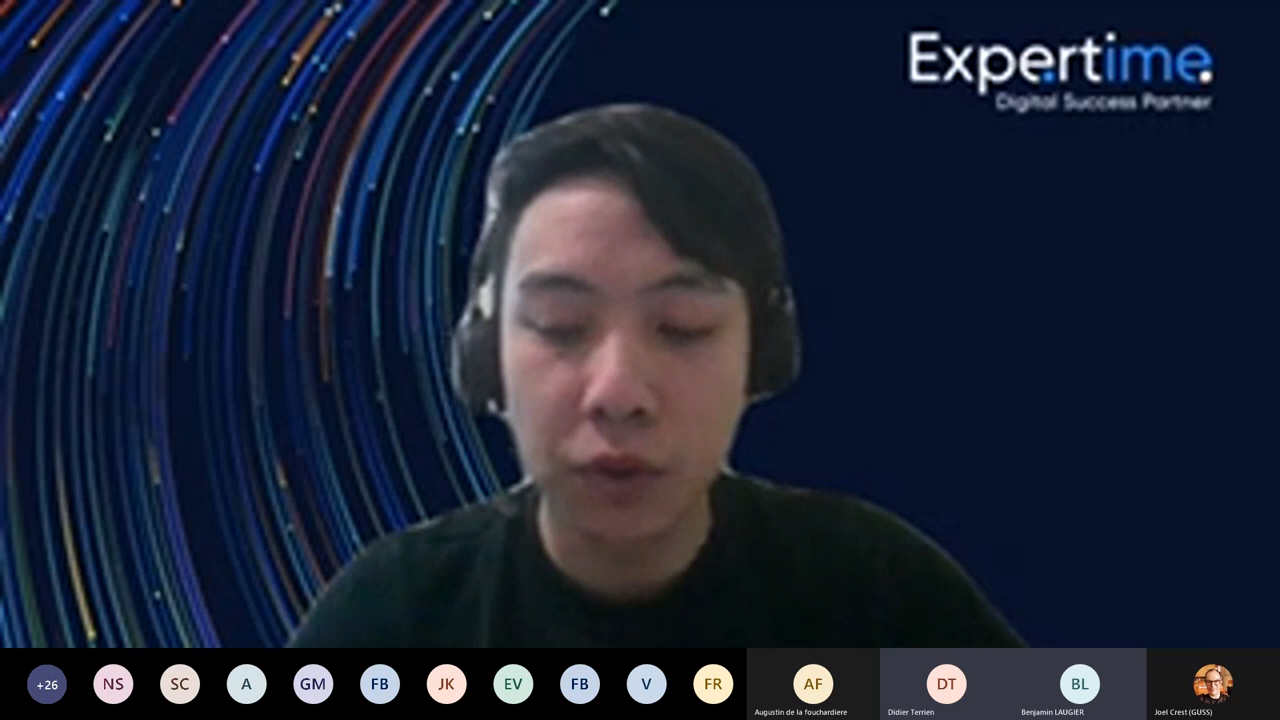 Expertime
Digital Success Partner
+26
NS
SC
A
GM
FB
JK
EV
FB
V
FR
AF
DT
BL
Augustin de la fouchardiere
Didier Terrien
Benjamin LAUGIER
Joel Crest (GUSS)